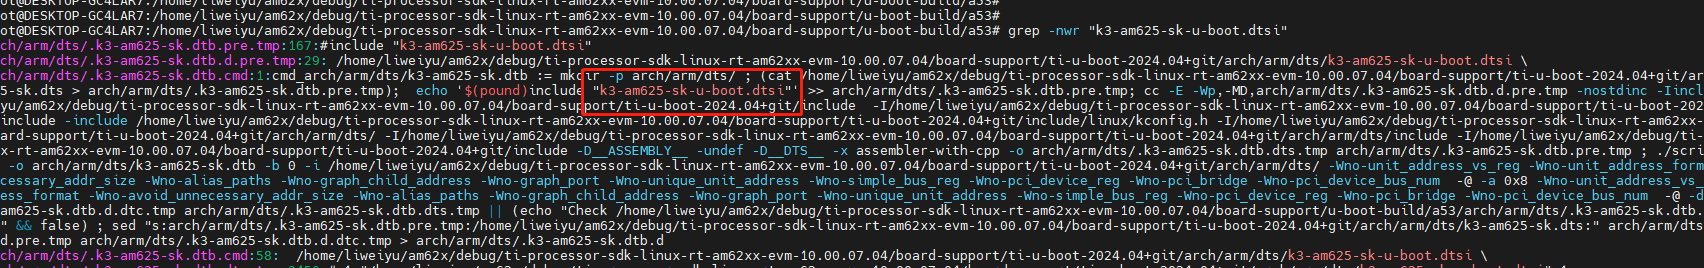 ot@DESKTOP-GC4LAR7:/home/liweiyu/am62x/debug/ti-processor-sdk-linux-rt-am62xx-evm-10.00.07.04/board-support/u-boot-build/a53#
ot@DESKTOP-GC4LAR7:/home/liweiyu/am62x/debug/ti-processor-sdk-linux-rt-am62xx-evm-10.00.07.04/board-support/u-boot-build/a53#
ot@DESKTOP-GC4LAR7:/home/liweiyu/am62x/debug/ti-processor-sdk-linux-rt-am62xx-evm-10.00.07.04/board-support/u-boot-build/a53# grep -nwr "k3-am625-sk-u-boot.dtsi"
ch/arm/dts/.k3-am625-sk.dtb.pre.tmp:167:#include "k3-am625-sk-u-boot.dtsi"
ch/arm/dts/.k3-am625-sk.dtb.d.pre.tmp:29: /home/liweiyu/am62x/debug/ti-processor-sdk-linux-rt-am62xx-evm-10.00.07.04/board-support/ti-u-boot-2024.04+git/arch/arm/dts/k3-am625-sk-u-boot.dtsi \
ch/arm/dts/.k3-am625-sk.dtb.cmd:1:cmd_arch/arm/dts/k3-am625-sk.dtb := mkdir -p arch/arm/dts/ ; (cat /home/liweiyu/am62x/debug/ti-processor-sdk-linux-rt-am62xx-evm-10.00.07.04/board-support/ti-u-boot-2024.04+git/arch/a
5-sk.dts > arch/arm/dts/.k3-am625-sk.dtb.pre.tmp); echo '$(pound)include "k3-am625-sk-u-boot.dtsi"' >> arch/arm/dts/.k3-am625-sk.dtb.pre.tmp; cc -E -Wp,-MD,arch/arm/dts/.k3-am625-sk.dtb.d.pre.tmp -nostdinc -I
yu/am62x/debug/ti-processor-sdk-linux-rt-am62xx-evm-10.00.07.04/board-support/ti-u-boot-2024.04+git/include -I/home/liweiyu/am62x/debug/ti-processor-sdk-linux-rt-am62xx-evm-10.00.07.04/board-support/ti-u-boot-2024.04+git/
include -include /home/liweiyu/am62x/debug/ti-processor-sdk-linux-rt-am62xx-evm-10.00.07.04/board-support/ti-u-boot-2024.04+git/include/linux/kconfig.h -I/home/liweiyu/am62x/debug/ti-processor-sdk-linux-rt-am62xx-evm-
ard-support/ti-u-boot-2024.04+git/arch/arm/dts/ -I/home/liweiyu/am62x/debug/ti-processor-sdk-linux-rt-am62xx-evm-10.00.07.04/board-support/ti-u-boot-2024.04+git/arch/arm/dts/include -I/home/liweiyu/am62x/debug/ti-
x-rt-am62xx-evm-10.00.07.04/board-support/ti-u-boot-2024.04+git/include -D__ASSEMBLY__ -undef -D__DTS__ -x assembler-with-cpp -o arch/arm/dts/.k3-am625-sk.dtb.dts.tmp arch/arm/dts/.k3-am625-sk.dtb.pre.tmp ; ./scri
-o arch/arm/dts/k3-am625-sk.dtb -b 0 -i /home/liweiyu/am62x/debug/ti-processor-sdk-linux-rt-am62xx-evm-10.00.07.04/board-support/ti-u-boot-2024.04+git/arch/arm/dts/ -Wno-unit_address_vs_reg -Wno-unit_address_forma
cessary_addr_size -Wno-alias_paths -Wno-graph_child_address -Wno-graph_port -Wno-unique_unit_address -Wno-simple_bus_reg -Wno-pci_device_reg -Wno-pci_bridge -Wno-pci_device_bus_num -@ -a 0x8 -Wno-unit_address_vs_
ess_format -Wno-avoid_unnecessary_addr_size -Wno-alias_paths -Wno-graph_child_address -Wno-graph_port -Wno-unique_unit_address -Wno-simple_bus_reg -Wno-pci_device_reg -Wno-pci_bridge -Wno-pci_device_bus_num -@ -d
am625-sk.dtb.d.dtc.tmp arch/arm/dts/.k3-am625-sk.dtb.dts.tmp || (echo "Check /home/liweiyu/am62x/debug/ti-processor-sdk-linux-rt-am62xx-evm-10.00.07.04/board-support/u-boot-build/a53/arch/arm/dts/.k3-am625-sk.dtb.
" && false) ; sed "s:arch/arm/dts/.k3-am625-sk.dtb.pre.tmp:/home/liweiyu/am62x/debug/ti-processor-sdk-linux-rt-am62xx-evm-10.00.07.04/board-support/ti-u-boot-2024.04+git/arch/arm/dts/k3-am625-sk.dts:" arch/arm/dts/
d.pre.tmp arch/arm/dts/.k3-am625-sk.dtb.d.dtc.tmp > arch/arm/dts/.k3-am625-sk.dtb.d
ch/arm/dts/.k3-am625-sk.dtb.cmd:58: /home/liweiyu/am62x/debug/ti-processor-sdk-linux-rt-am62xx-evm-10.00.07.04/board-support/ti-u-boot-2024.04+git/arch/arm/dts/k3-am625-sk-u-boot.dtsi \